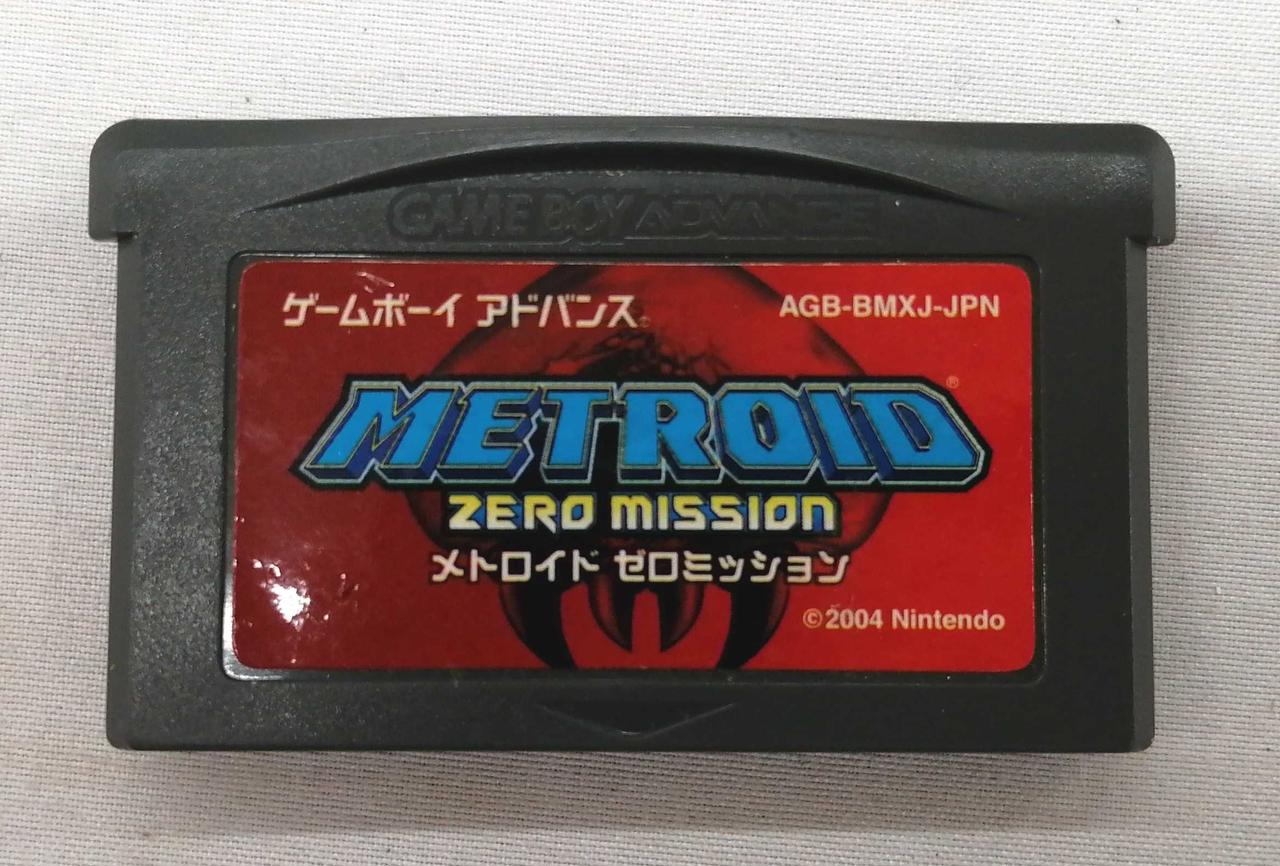 GAME BOY ADVANCE
ゲームボーイ アドバンス
AGB-BMXJ-JPN
METROID®
ZERO MISSION
メトロイド ゼロミッション
©2004 Nintendo